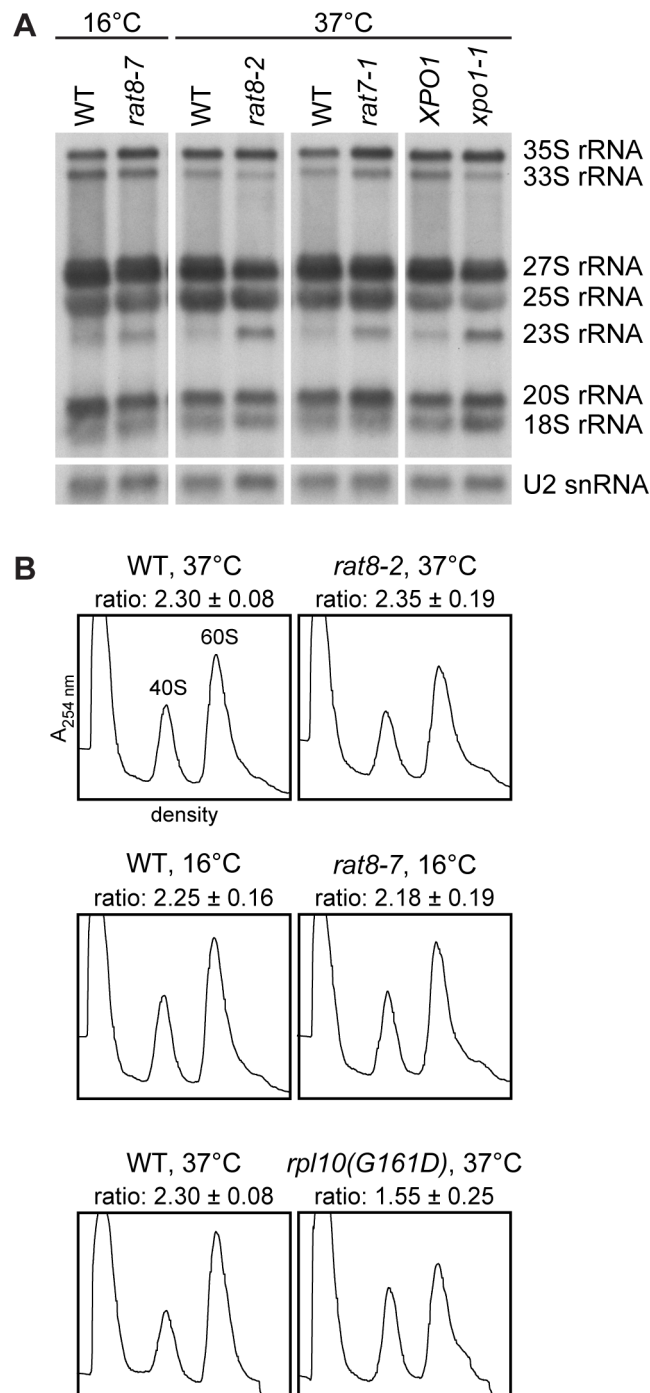 A
16°C 37°C
WT rat8-7 WT rat8-2 WT rat7-1 XPO1 xpo1-1
35S rRNA
33S rRNA
27S rRNA
25S rRNA
23S rRNA
20S rRNA
18S rRNA
U2 snRNA
B
WT, 37°C
ratio: 2.30 ± 0.08
rat8-2, 37°C
ratio: 2.35 ± 0.19
40S
60S
A254 nm
density
WT, 16°C
ratio: 2.25 ± 0.16
rat8-7, 16°C
ratio: 2.18 ± 0.19
WT, 37°C
ratio: 2.30 ± 0.08
rpl10(G161D), 37°C
ratio: 1.55 ± 0.25